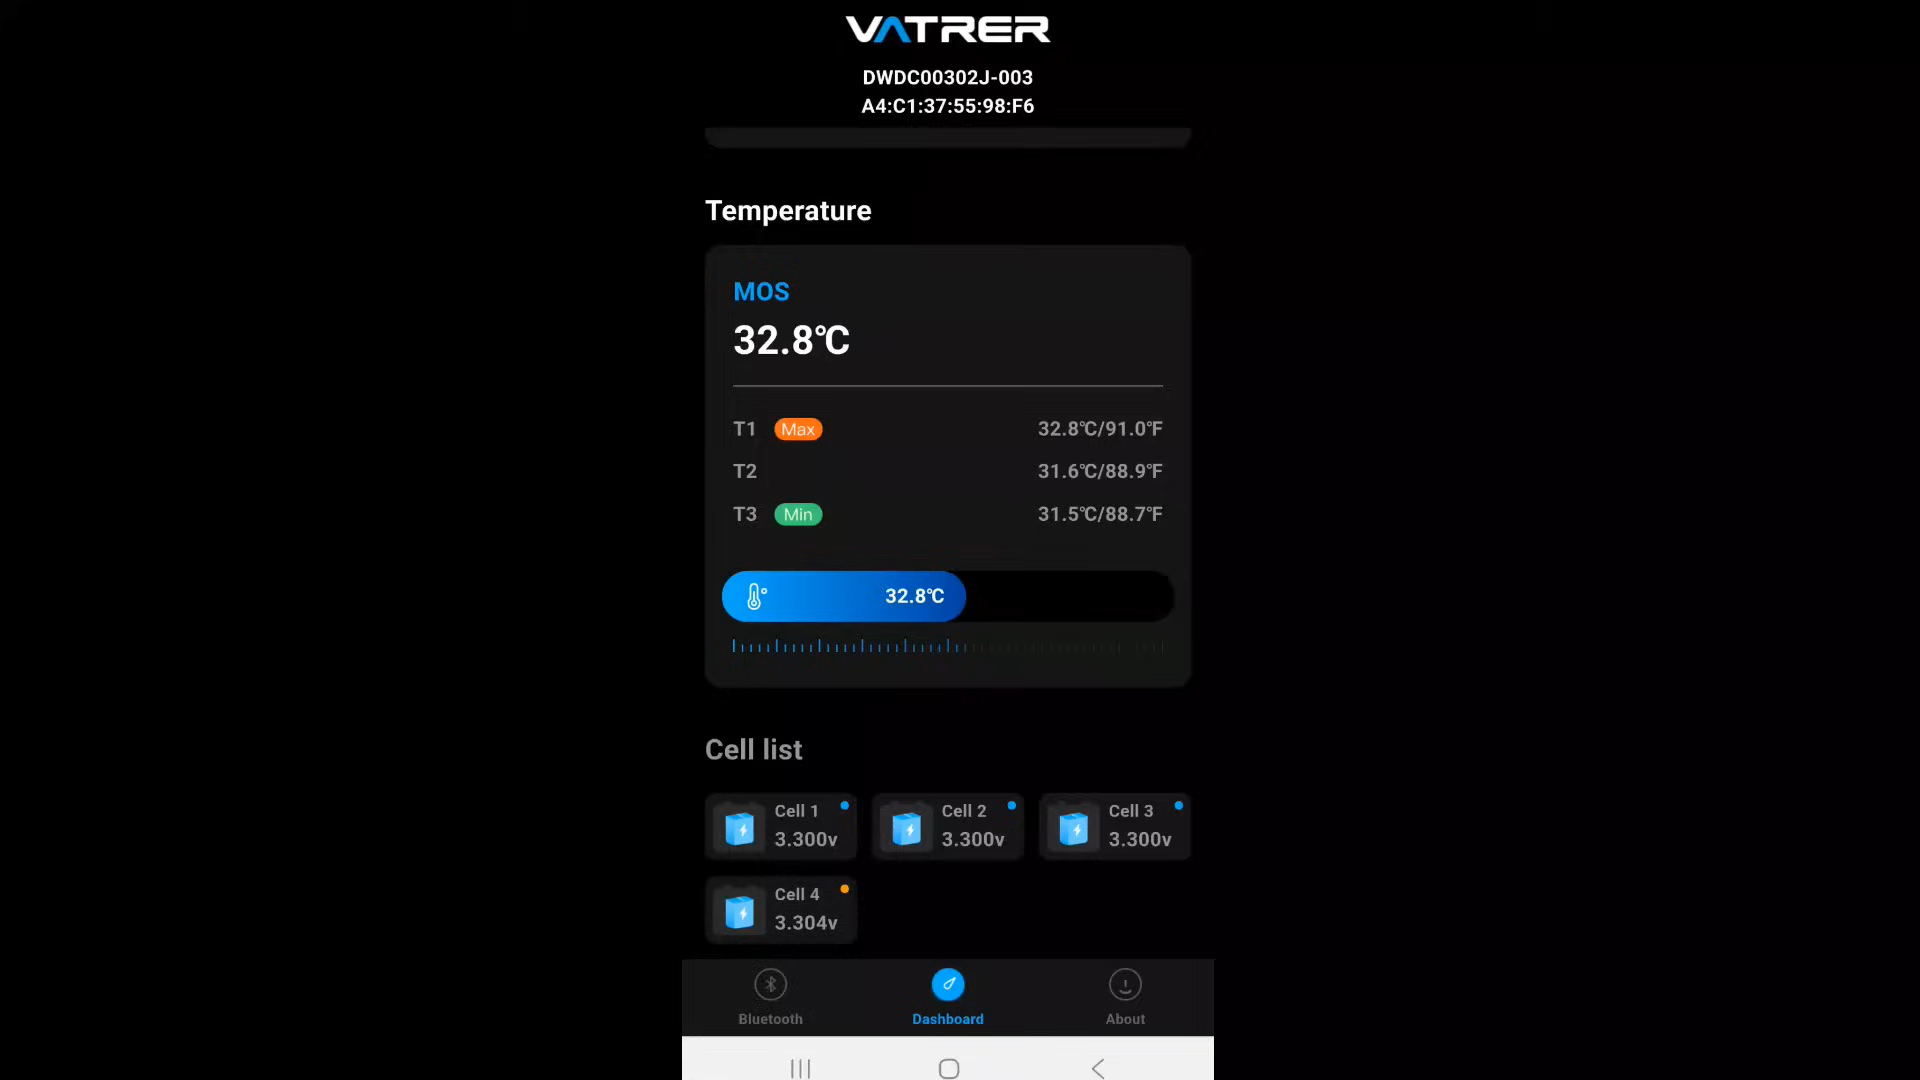 VATRER
DWDC00302J-003
A4:C1:37:55:98:F6
Temperature
MOS
32.8℃
T1 Max 32.8℃/91.0℉
T2 31.6℃/88.9℉
T3 Min 31.5℃/88.7℉
32.8℃
Cell list
Cell 1
3.300v
Cell 2
3.300v
Cell 3
3.300v
Cell 4
3.304v
Bluetooth
Dashboard
About